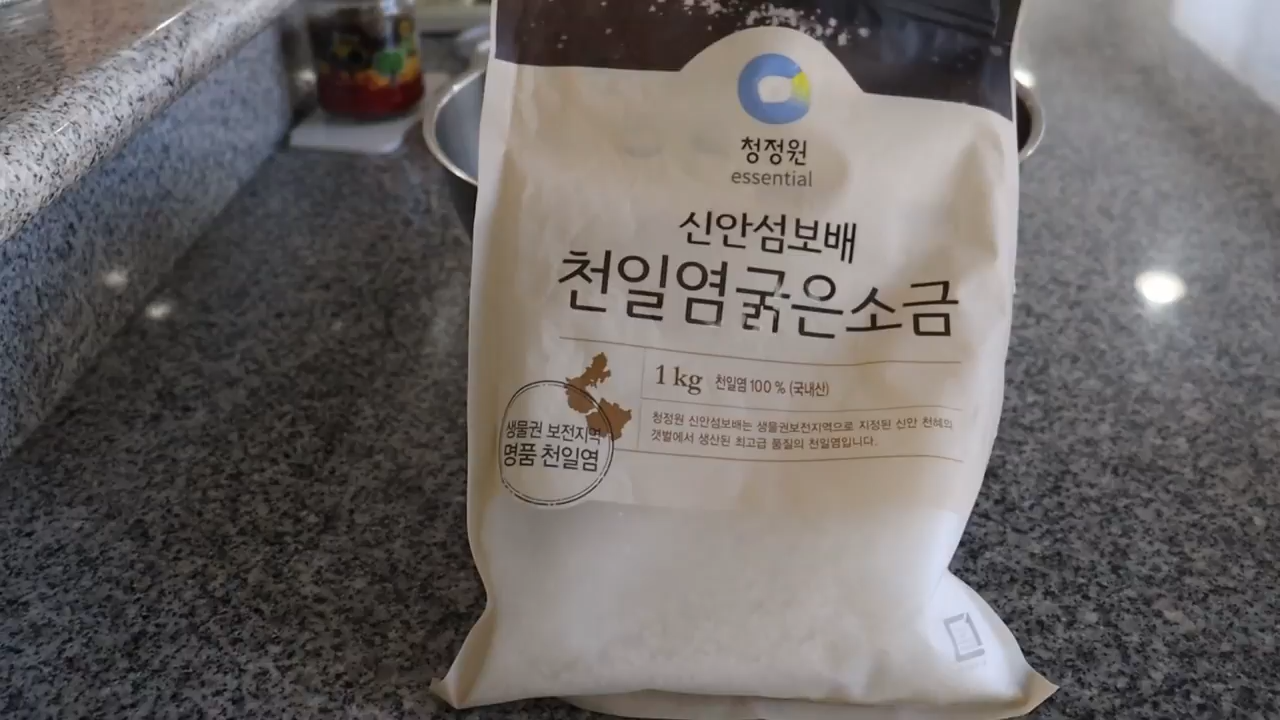 청정원
essential
신안섬보배
천일염굵은소금
1 kg 천일염 100 % (국내산)
청정원 신안섬보배는 생물권보전지역으로 지정된 신안 천혜의
갯벌에서 생산된 최고급 품질의 천일염입니다.
생물권 보전지역
명품 천일염